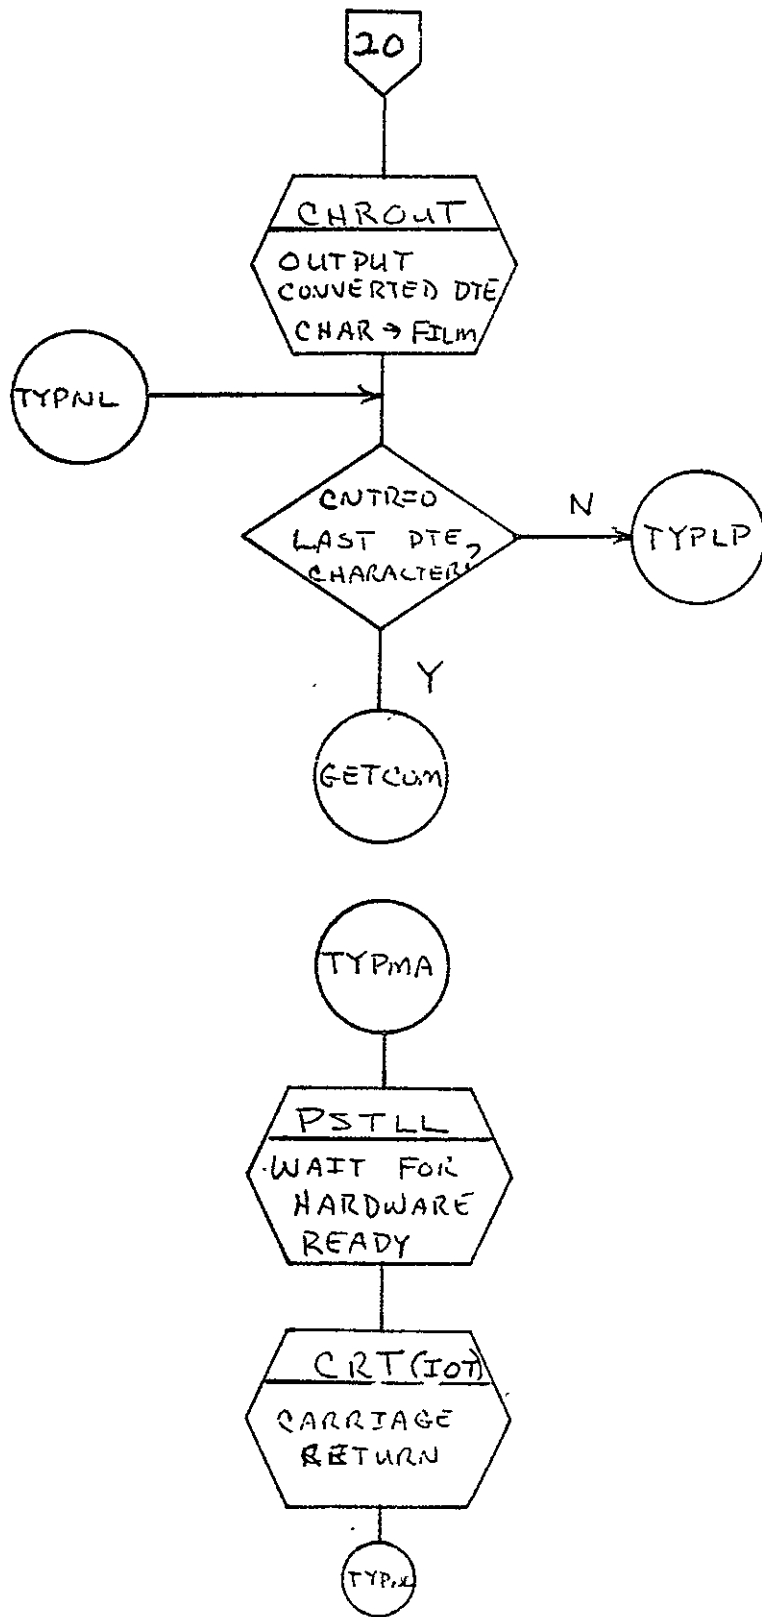 20
CHROUT
OUTPUT
CONVERTED DTE
CHAR → FILM
TYPNL
CNTR=0
LAST DTE
CHARACTER?
N
TYPLP
Y
GETCOM
TYPMA
PSTLL
WAIT FOR
HARDWARE
READY
CRT (IOT)
CARRIAGE
RETURN